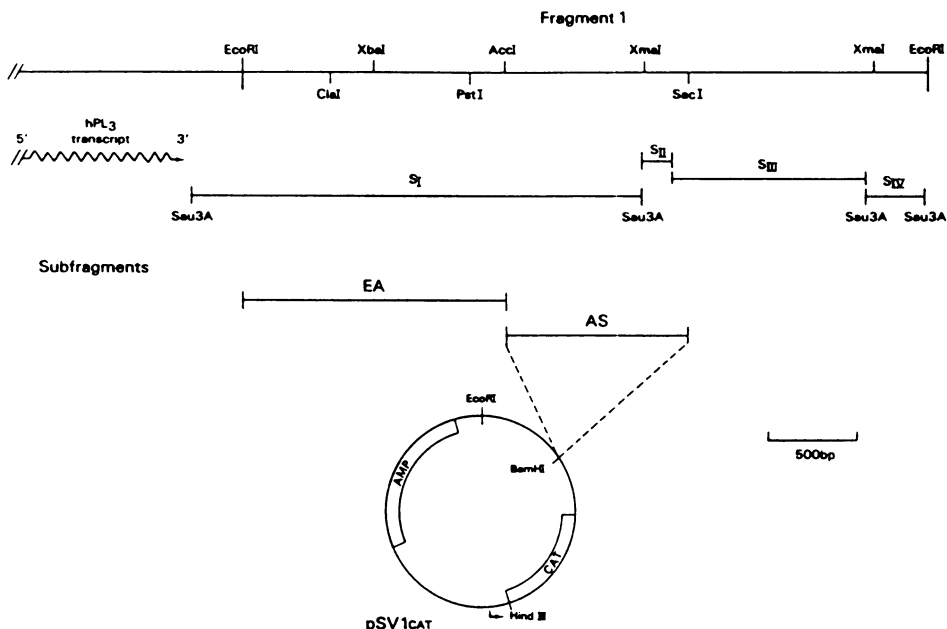 Fragment 1
EcoRI XbaI AccI XmaI XmaI EcoRI
ClaI PstI SacI
hPL3
transcript
5' 3'
SI SII SIII SIV
Sau3A Sau3A Sau3A Sau3A
Subfragments
EA
AS
EcoRI
BamHI
AMP
CAT
Hind III
pSV1CAT
500bp